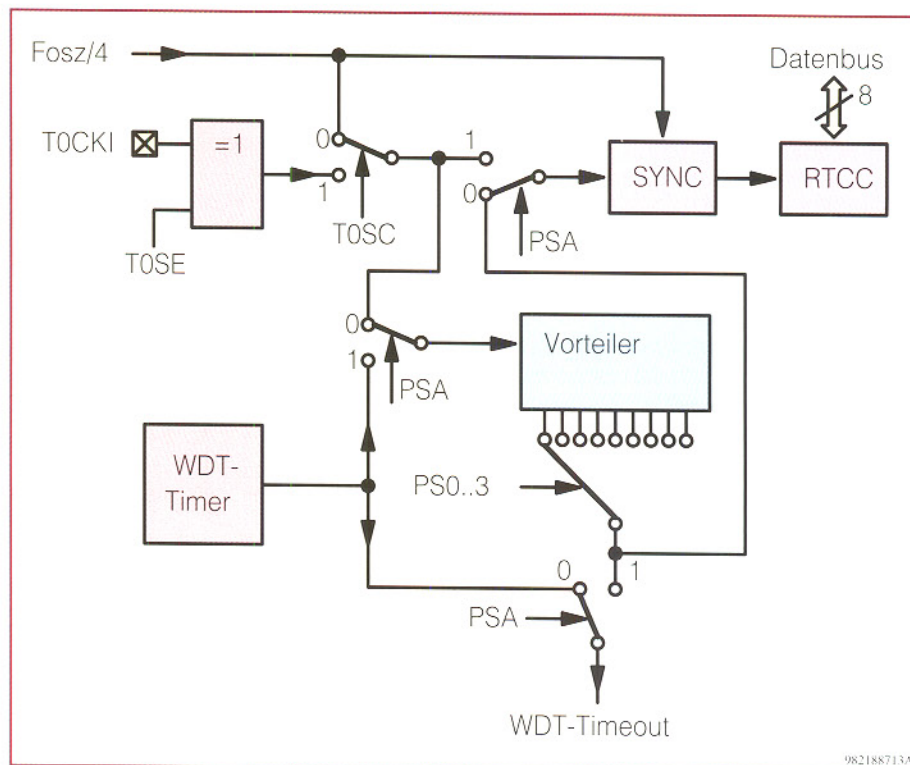 Fosz/4
Datenbus
8
T0CKI
=1
0
1
T0SC
1
0
PSA
SYNC
RTCC
T0SE
0
1
PSA
Vorteiler
WDT-
Timer
PS0..3
0
1
PSA
WDT-Timeout
982188713A